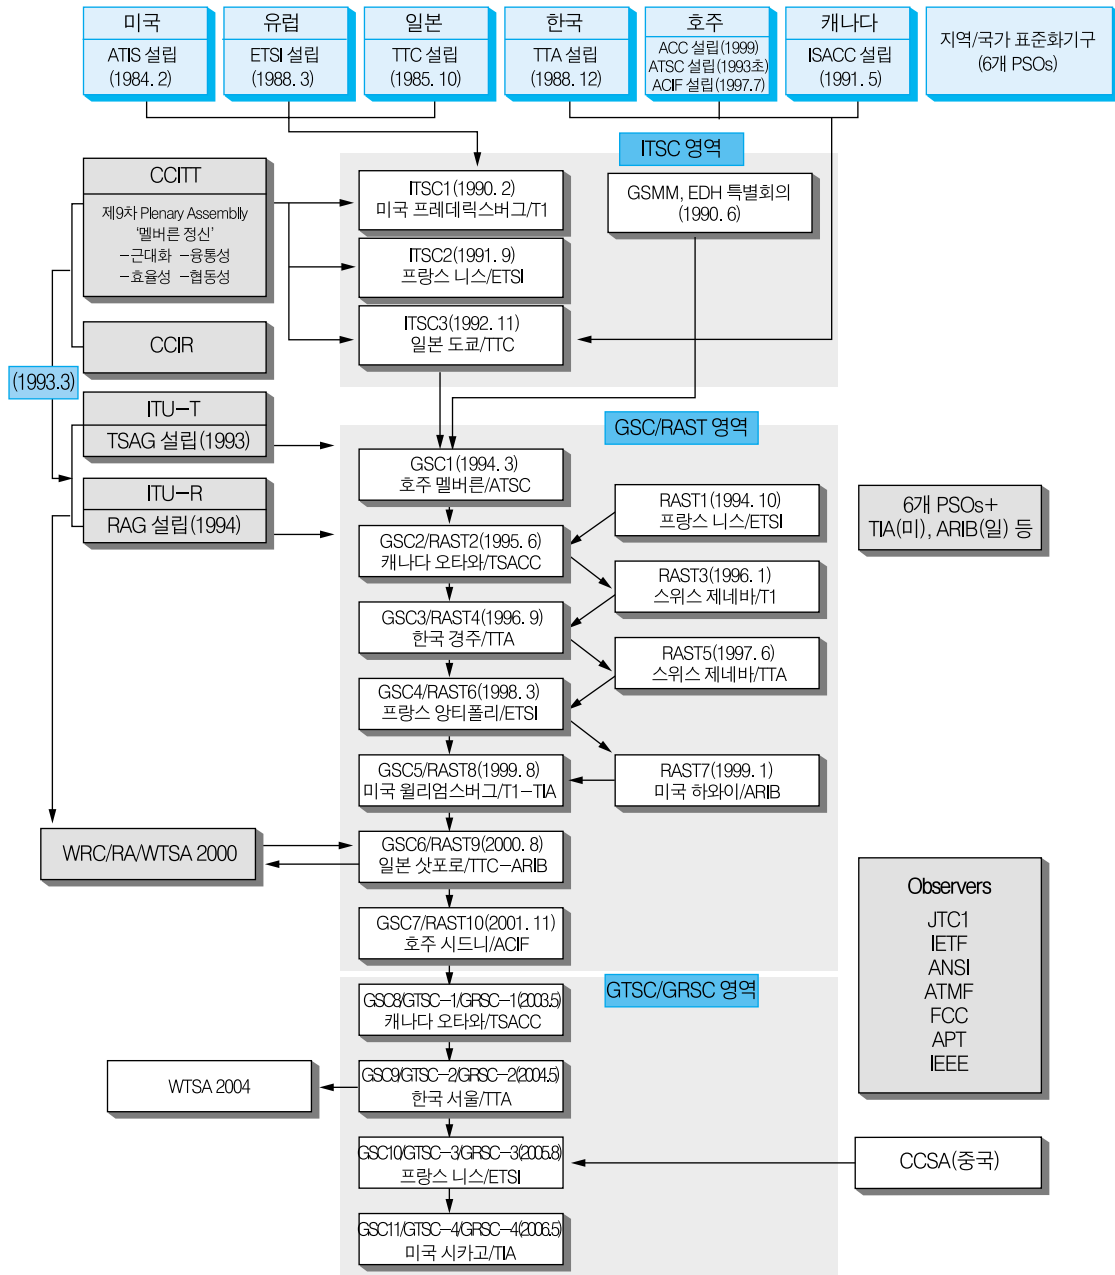 미국
ATIS 설립
(1984. 2)
유럽
ETSI 설립
(1988. 3)
일본
TTC 설립
(1985. 10)
한국
TTA 설립
(1988. 12)
호주
ACC 설립(1999)
ATSC 설립(1993초)
ACIF 설립(1997.7)
캐나다
ISACC 설립
(1991. 5)
지역/국가 표준화기구
(6개 PSOs)
ITSC 영역
CCITT
제9차 Plenary Assembly
‘멜버른 정신’
-근대화 -융통성
-효율성 -협동성
CCIR
(1993.3)
ITU-T
TSAG 설립(1993)
ITU-R
RAG 설립(1994)
ITSC1(1990. 2)
미국 프레데릭스버그/T1
GSMM, EDH 특별회의
(1990. 6)
ITSC2(1991. 9)
프랑스 니스/ETSI
ITSC3(1992. 11)
일본 도쿄/TTC
GSC/RAST 영역
GSC1(1994. 3)
호주 멜버른/ATSC
RAST1(1994. 10)
프랑스 니스/ETSI
6개 PSOs+
TIA(미), ARIB(일) 등
GSC2/RAST2(1995. 6)
캐나다 오타와/TSACC
RAST3(1996. 1)
스위스 제네바/T1
GSC3/RAST4(1996. 9)
한국 경주/TTA
RAST5(1997. 6)
스위스 제네바/TTA
GSC4/RAST6(1998. 3)
프랑스 앙티폴리/ETSI
GSC5/RAST8(1999. 8)
미국 윌리엄스버그/T1-TIA
RAST7(1999. 1)
미국 하와이/ARIB
WRC/RA/WTSA 2000
GSC6/RAST9(2000. 8)
일본 삿포로/TTC-ARIB
GSC7/RAST10(2001. 11)
호주 시드니/ACIF
Observers
JTC1
IETF
ANSI
ATMF
FCC
APT
IEEE
GTSC/GRSC 영역
GSC8/GTSC-1/GRSC-1(2003.5)
캐나다 오타와/TSACC
WTSA 2004
GSC9/GTSC-2/GRSC-2(2004.5)
한국 서울/TTA
GSC10/GTSC-3/GRSC-3(2005.8)
프랑스 니스/ETSI
CCSA(중국)
GSC11/GTSC-4/GRSC-4(2006.5)
미국 시카고/TIA